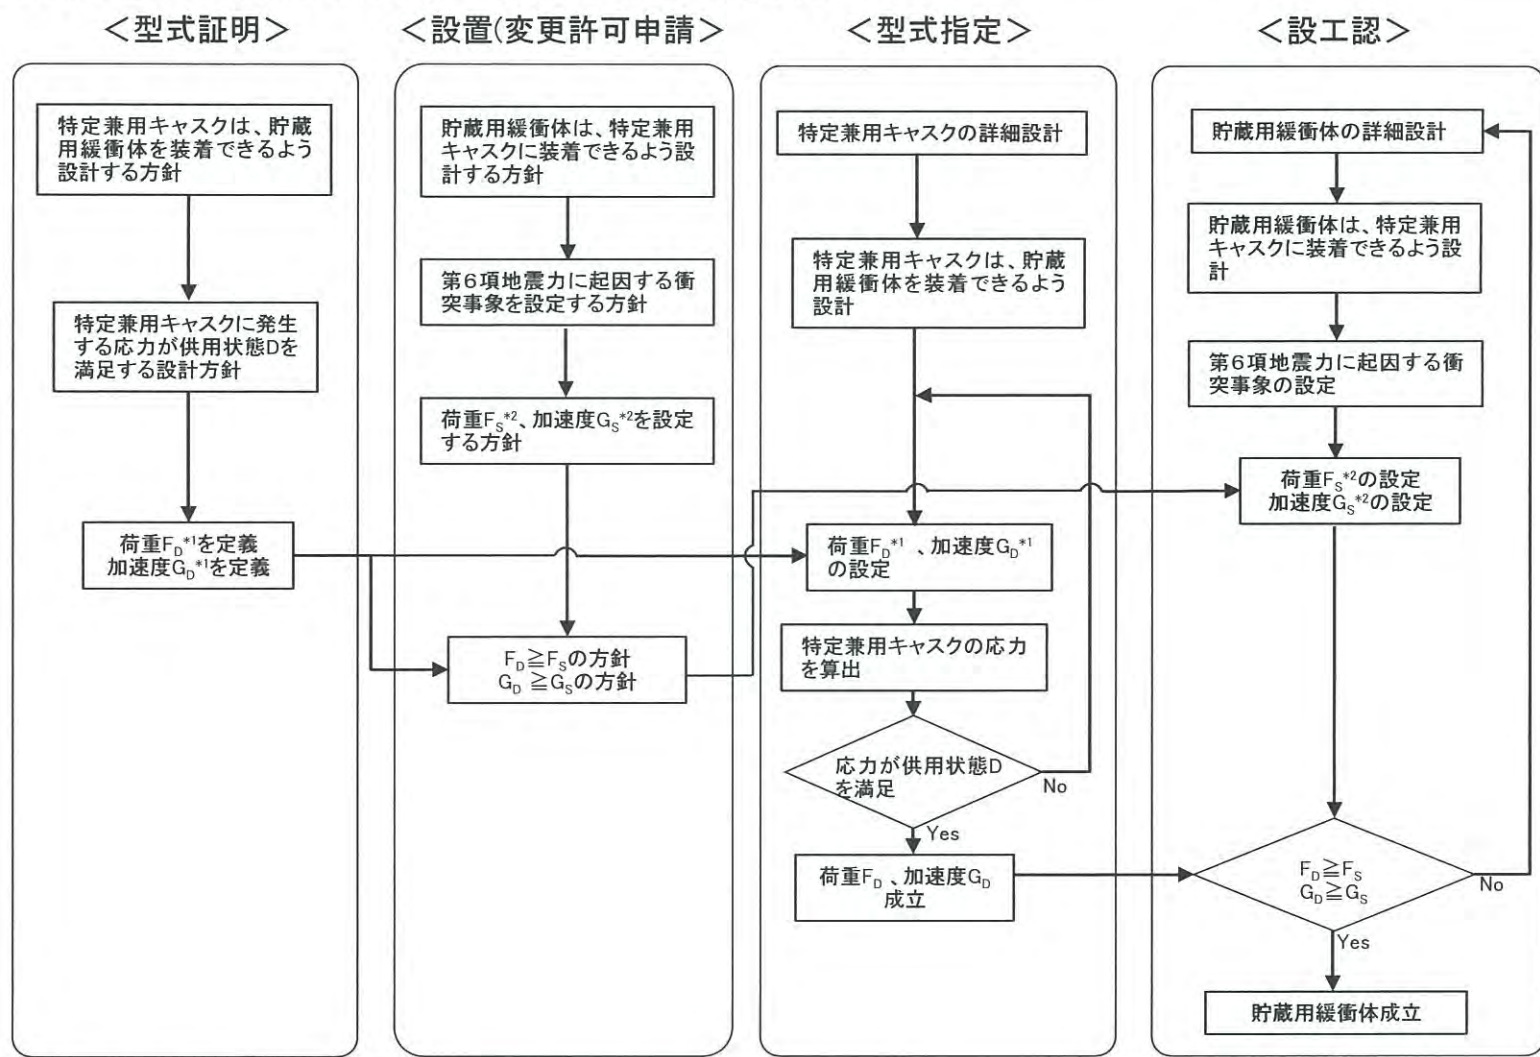 ＜型式証明＞
特定兼用キャスクは、貯蔵
用緩衝体を装着できるよう
設計する方針
特定兼用キャスクに発生
する応力が供用状態Dを
満足する設計方針
荷重F_D*1を定義
加速度G_D*1を定義
＜設置(変更許可申請＞
貯蔵用緩衝体は、特定兼用
キャスクに装着できるよう設
計する方針
第６項地震力に起因する衝
突事象を設定する方針
荷重F_S*2、加速度G_S*2を設定
する方針
F_D≧F_Sの方針
G_D ≧G_Sの方針
＜型式指定＞
特定兼用キャスクの詳細設計
特定兼用キャスクは、貯蔵
用緩衝体を装着できるよう
設計
荷重F_D*1 、加速度G_D*1
の設定
特定兼用キャスクの応力
を算出
応力が供用状態D
を満足
No
Yes
荷重F_D 、加速度G_D
成立
＜設工認＞
貯蔵用緩衝体の詳細設計
貯蔵用緩衝体は、特定兼用
キャスクに装着できるよう設
計
第６項地震力に起因する衝
突事象の設定
荷重F_S*2の設定
加速度G_S*2の設定
F_D≧F_S
G_D≧G_S
No
Yes
貯蔵用緩衝体成立